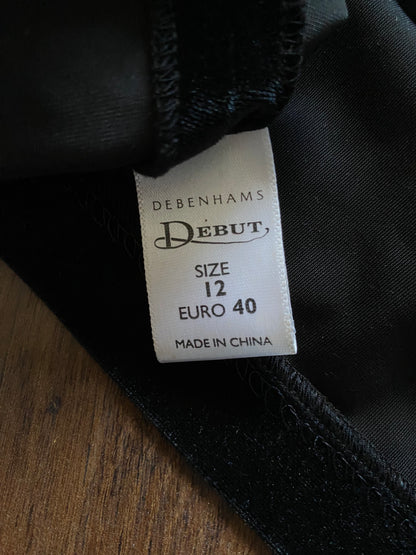 DEBENHAMS
DÉBUT
SIZE
12
EURO 40
MADE IN CHINA